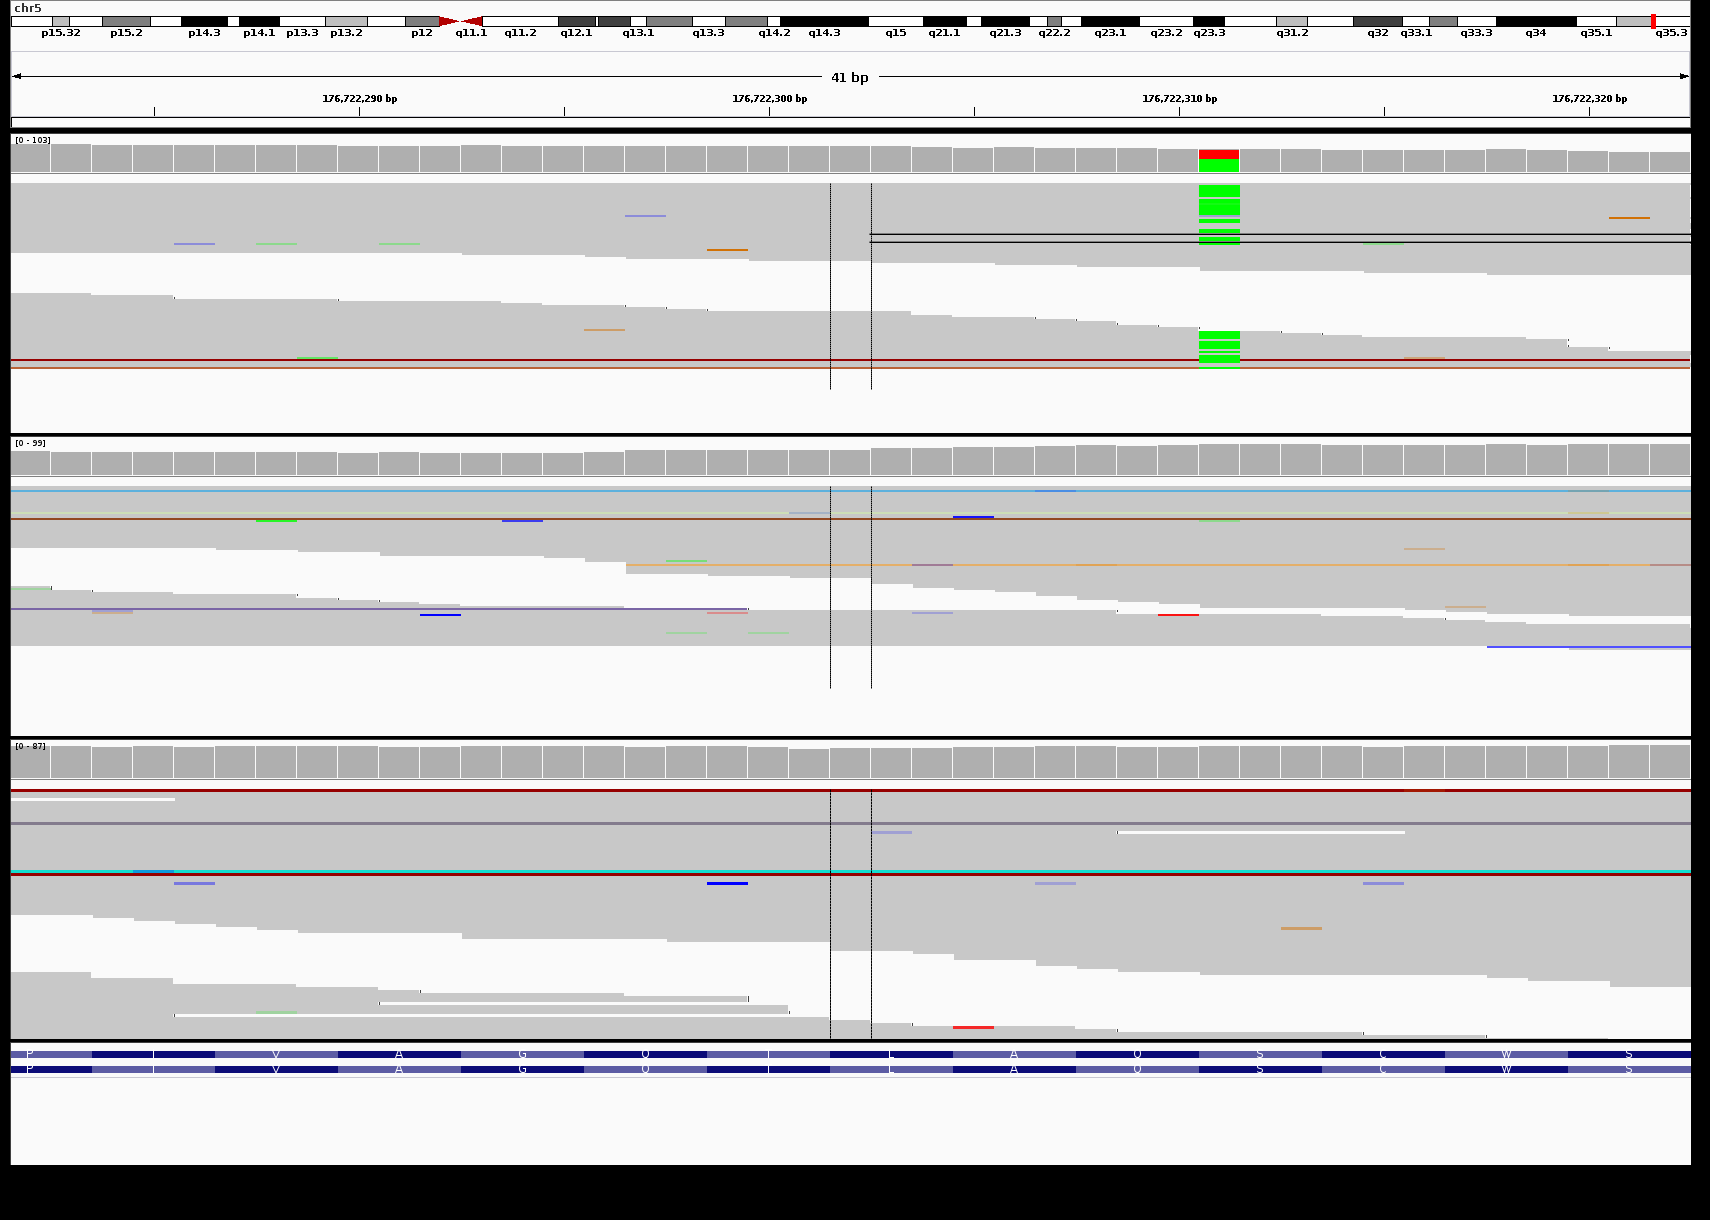 chr5
p15.32 p15.2 p14.3 p14.1 p13.3 p13.2 p12 q11.1 q11.2 q12.1 q13.1 q13.3 q14.2 q14.3 q15 q21.1 q21.3 q22.2 q23.1 q23.2 q23.3 q31.2 q32 q33.1 q33.3 q34 q35.1 q35.3
41 bp
176,722,290 bp 176,722,300 bp 176,722,310 bp 176,722,320 bp
[0 - 103]
[0 - 99]
[0 - 87]
P I V A G Q I L A Q S C W S
P I V A G Q I L A Q S C W S